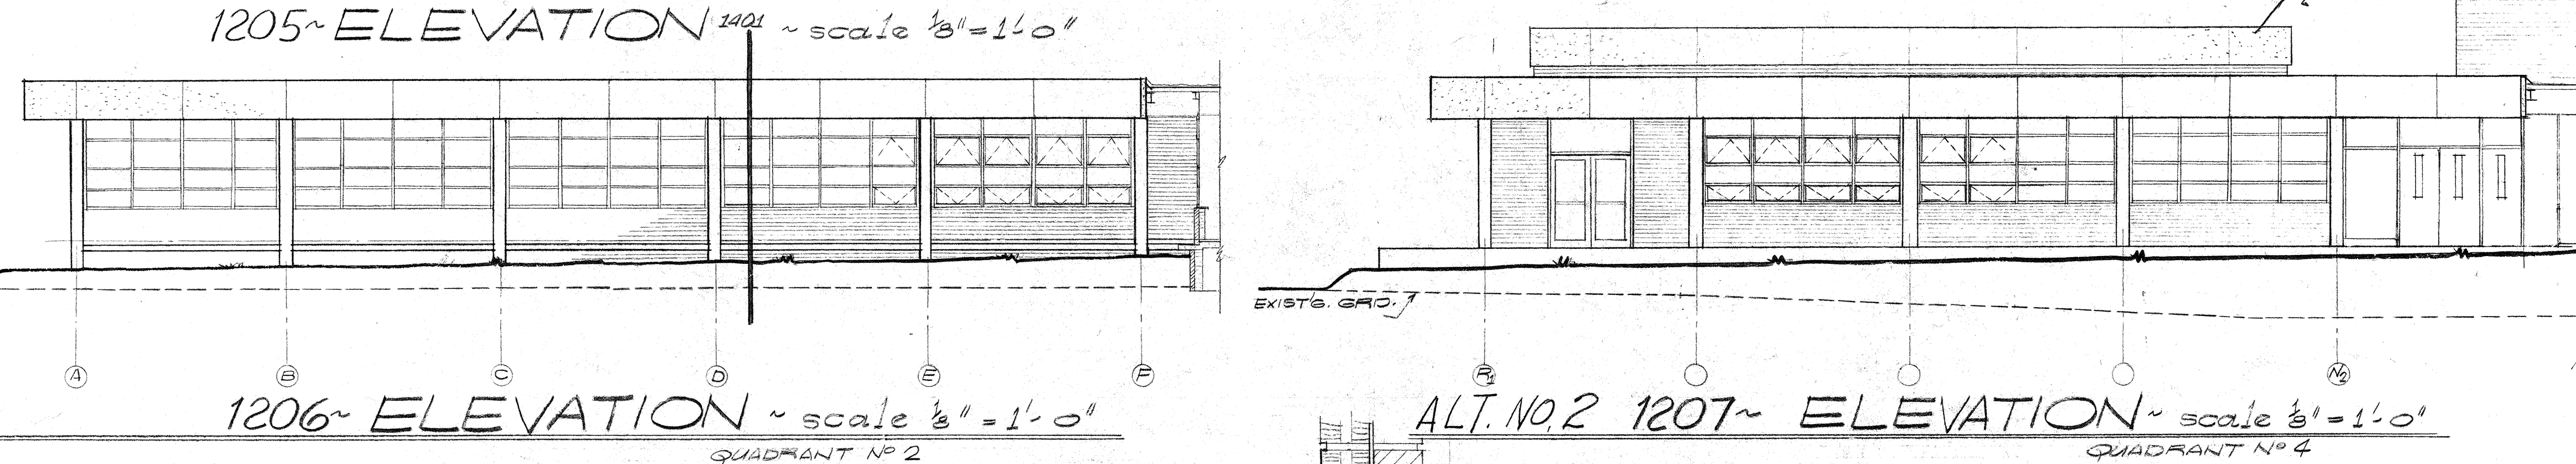 1205~ ELEVATION ~ scale 1/8" = 1'-0"
1401
EXIST'G. GRD.
A B C D E F
R1 N2
1206~ ELEVATION ~ scale 1/8" = 1'-0"
QUADRANT Nº 2
ALT. NO. 2 1207~ ELEVATION ~ scale 1/8" = 1'-0"
QUADRANT Nº 4